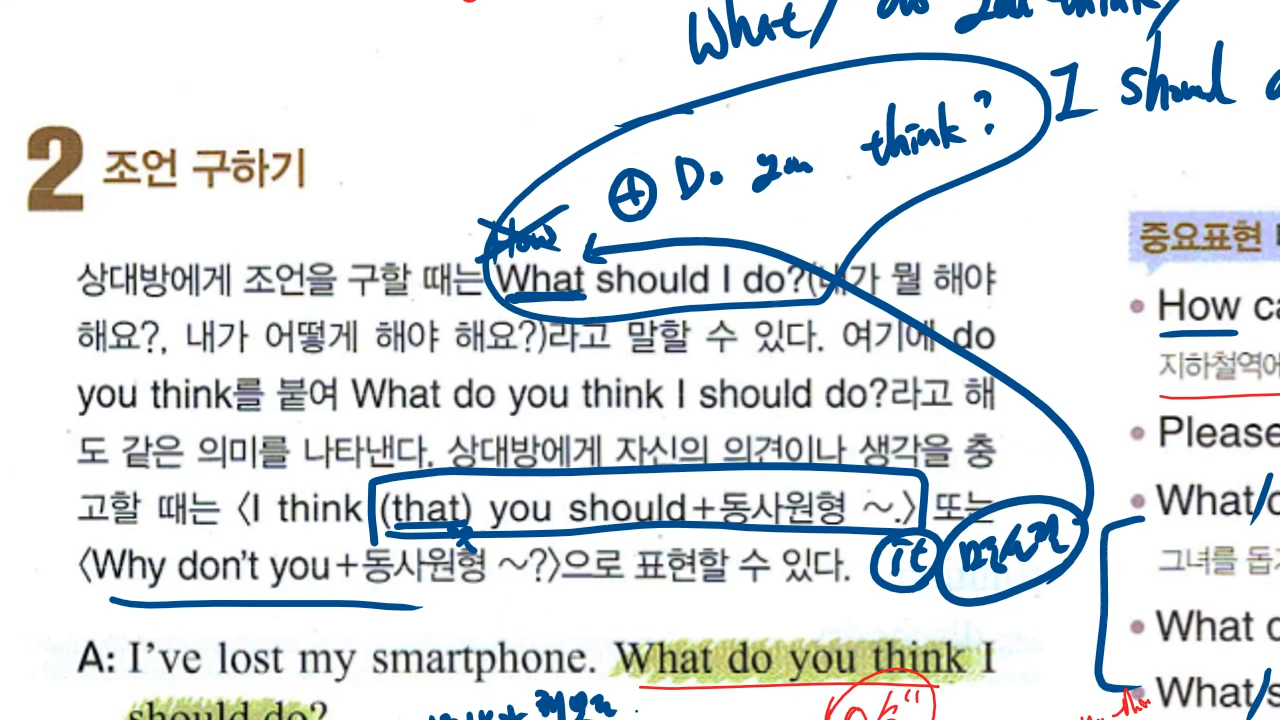 What/ do you think/
I should
⊕ Do you think?
2 조언 구하기
How
상대방에게 조언을 구할 때는 What should I do?(내가 뭘 해야
해요?, 내가 어떻게 해야 해요?)라고 말할 수 있다. 여기에 do
you think를 붙여 What do you think I should do?라고 해
도 같은 의미를 나타낸다. 상대방에게 자신의 의견이나 생각을 충
고할 때는 〈I think (that) you should+동사원형 ~.〉 또는
〈Why don't you+동사원형 ~?〉으로 표현할 수 있다.
it
A: I've lost my smartphone. What do you think I
should do?
중요표현
• How ca
지하철역에
• Please
• What/d
그녀를 돕기
• What d
• What/s